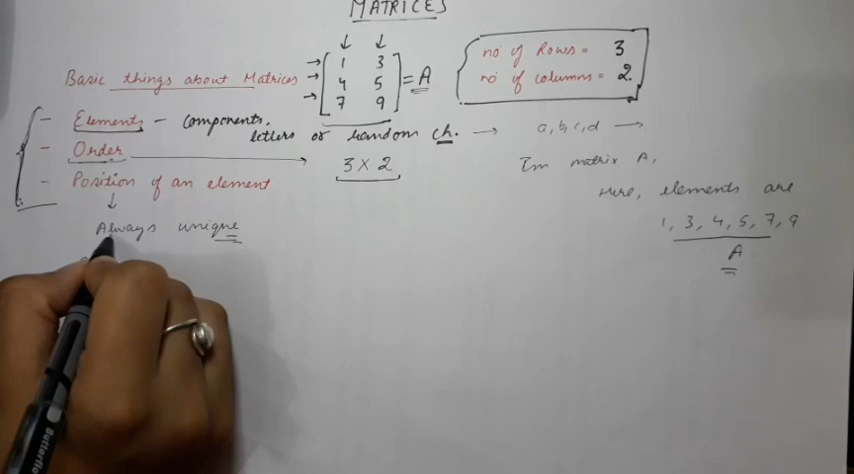 MATRICES
↓ ↓
Basic things about Matrices → [1 3
→ 4 5
→ 7 9] = A
no of Rows = 3
no of columns = 2
- Elements - components,
letters or random ch. → a, b, c, d →
- Order → 3 X 2
- Position of an element
↓
Always unique
Im matrix A,
Here, elements are
1, 3, 4, 5, 7, 9
A
Butterflo